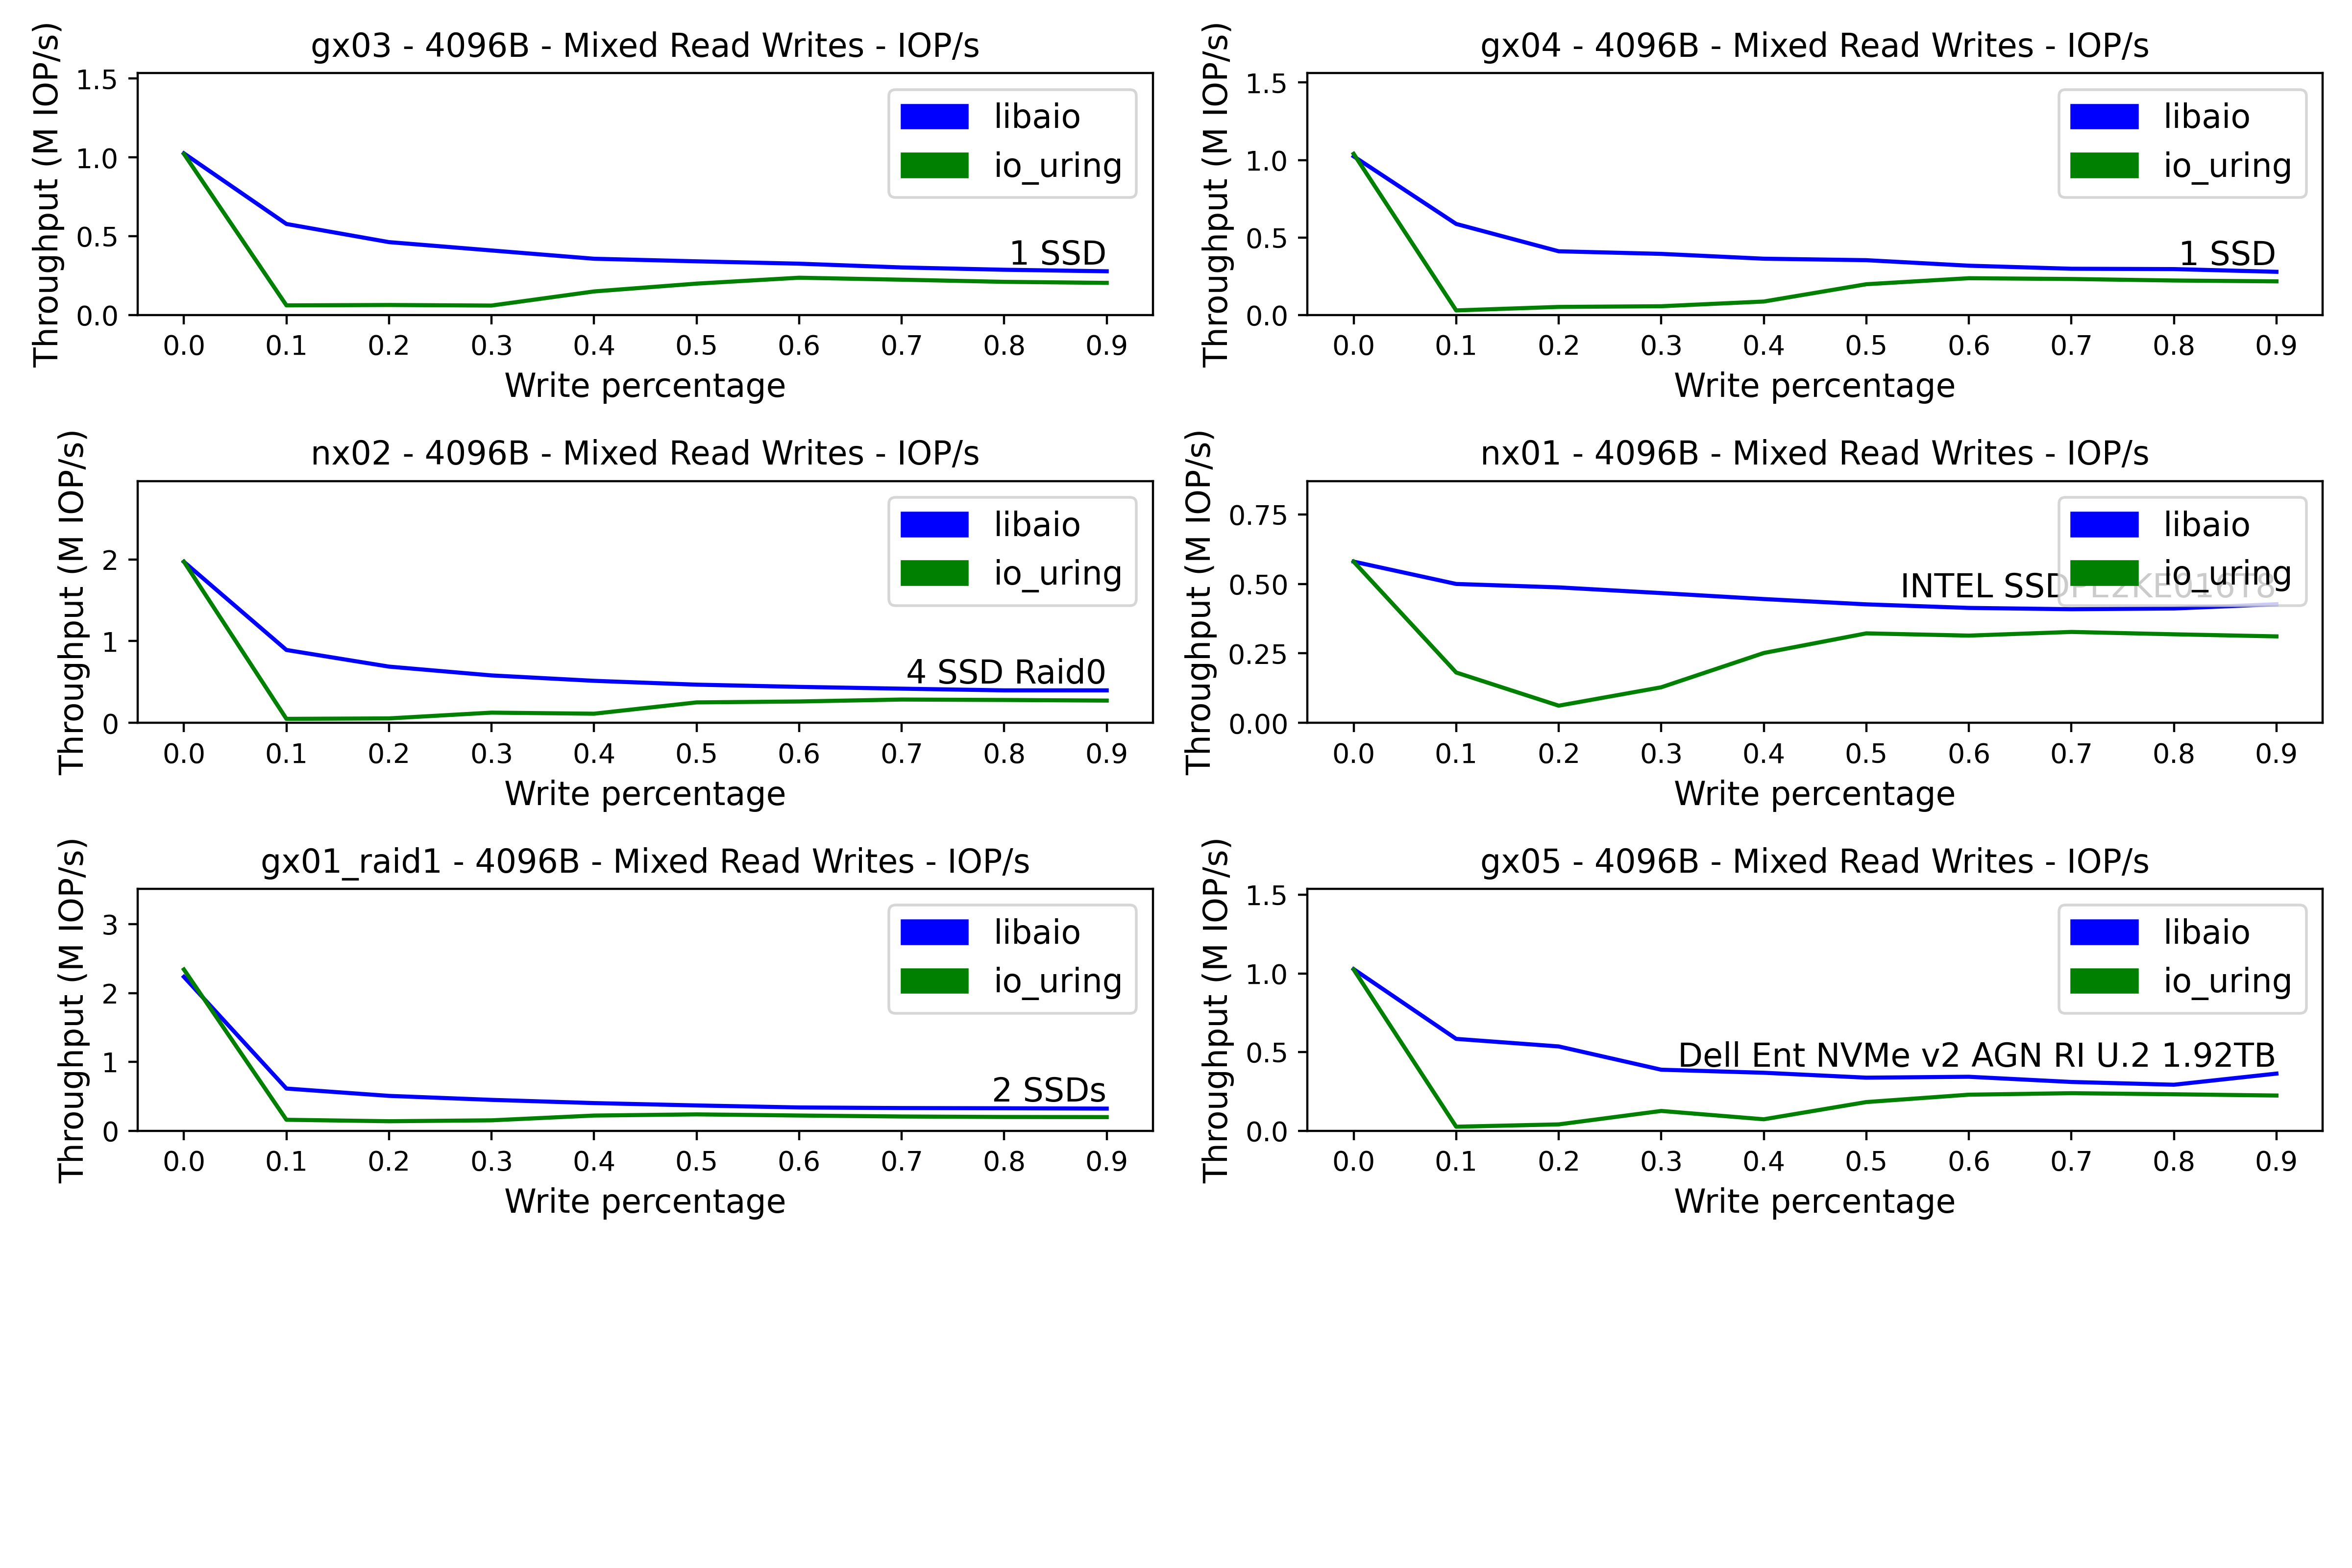 gx03 - 4096B - Mixed Read Writes - IOP/s
Throughput (M IOP/s)
1.5
1.0
0.5
0.0
libaio
io_uring
1 SSD
0.0 0.1 0.2 0.3 0.4 0.5 0.6 0.7 0.8 0.9
Write percentage
gx04 - 4096B - Mixed Read Writes - IOP/s
Throughput (M IOP/s)
1.5
1.0
0.5
0.0
libaio
io_uring
1 SSD
0.0 0.1 0.2 0.3 0.4 0.5 0.6 0.7 0.8 0.9
Write percentage
nx02 - 4096B - Mixed Read Writes - IOP/s
Throughput (M IOP/s)
2
1
0
libaio
io_uring
4 SSD Raid0
0.0 0.1 0.2 0.3 0.4 0.5 0.6 0.7 0.8 0.9
Write percentage
nx01 - 4096B - Mixed Read Writes - IOP/s
Throughput (M IOP/s)
0.75
0.50
0.25
0.00
libaio
io_uring
INTEL SSDPE2KE016T8
0.0 0.1 0.2 0.3 0.4 0.5 0.6 0.7 0.8 0.9
Write percentage
gx01_raid1 - 4096B - Mixed Read Writes - IOP/s
Throughput (M IOP/s)
3
2
1
0
libaio
io_uring
2 SSDs
0.0 0.1 0.2 0.3 0.4 0.5 0.6 0.7 0.8 0.9
Write percentage
gx05 - 4096B - Mixed Read Writes - IOP/s
Throughput (M IOP/s)
1.5
1.0
0.5
0.0
libaio
io_uring
Dell Ent NVMe v2 AGN RI U.2 1.92TB
0.0 0.1 0.2 0.3 0.4 0.5 0.6 0.7 0.8 0.9
Write percentage